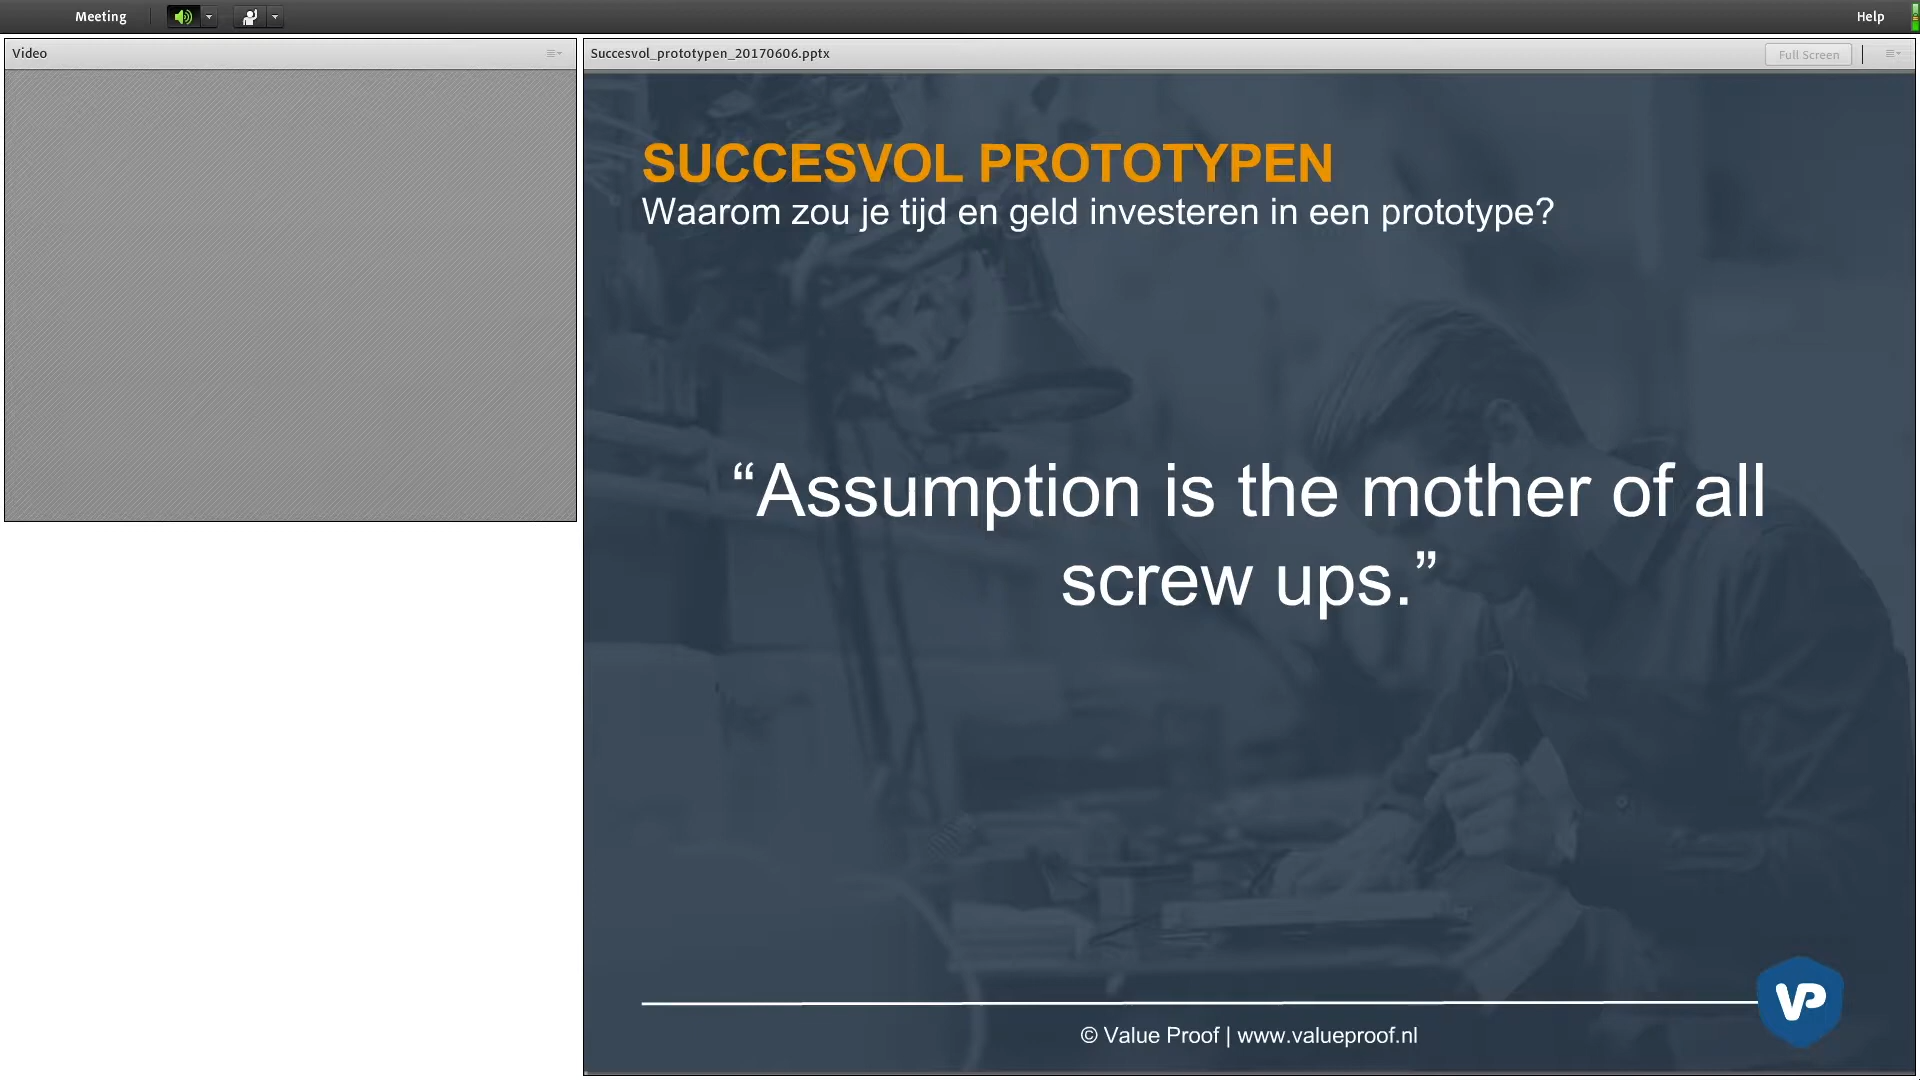 Meeting
Help
Video
Succesvol_prototypen_20170606.pptx
Full Screen
SUCCESVOL PROTOTYPEN
Waarom zou je tijd en geld investeren in een prototype?
“Assumption is the mother of all
screw ups.”
VP
© Value Proof | www.valueproof.nl